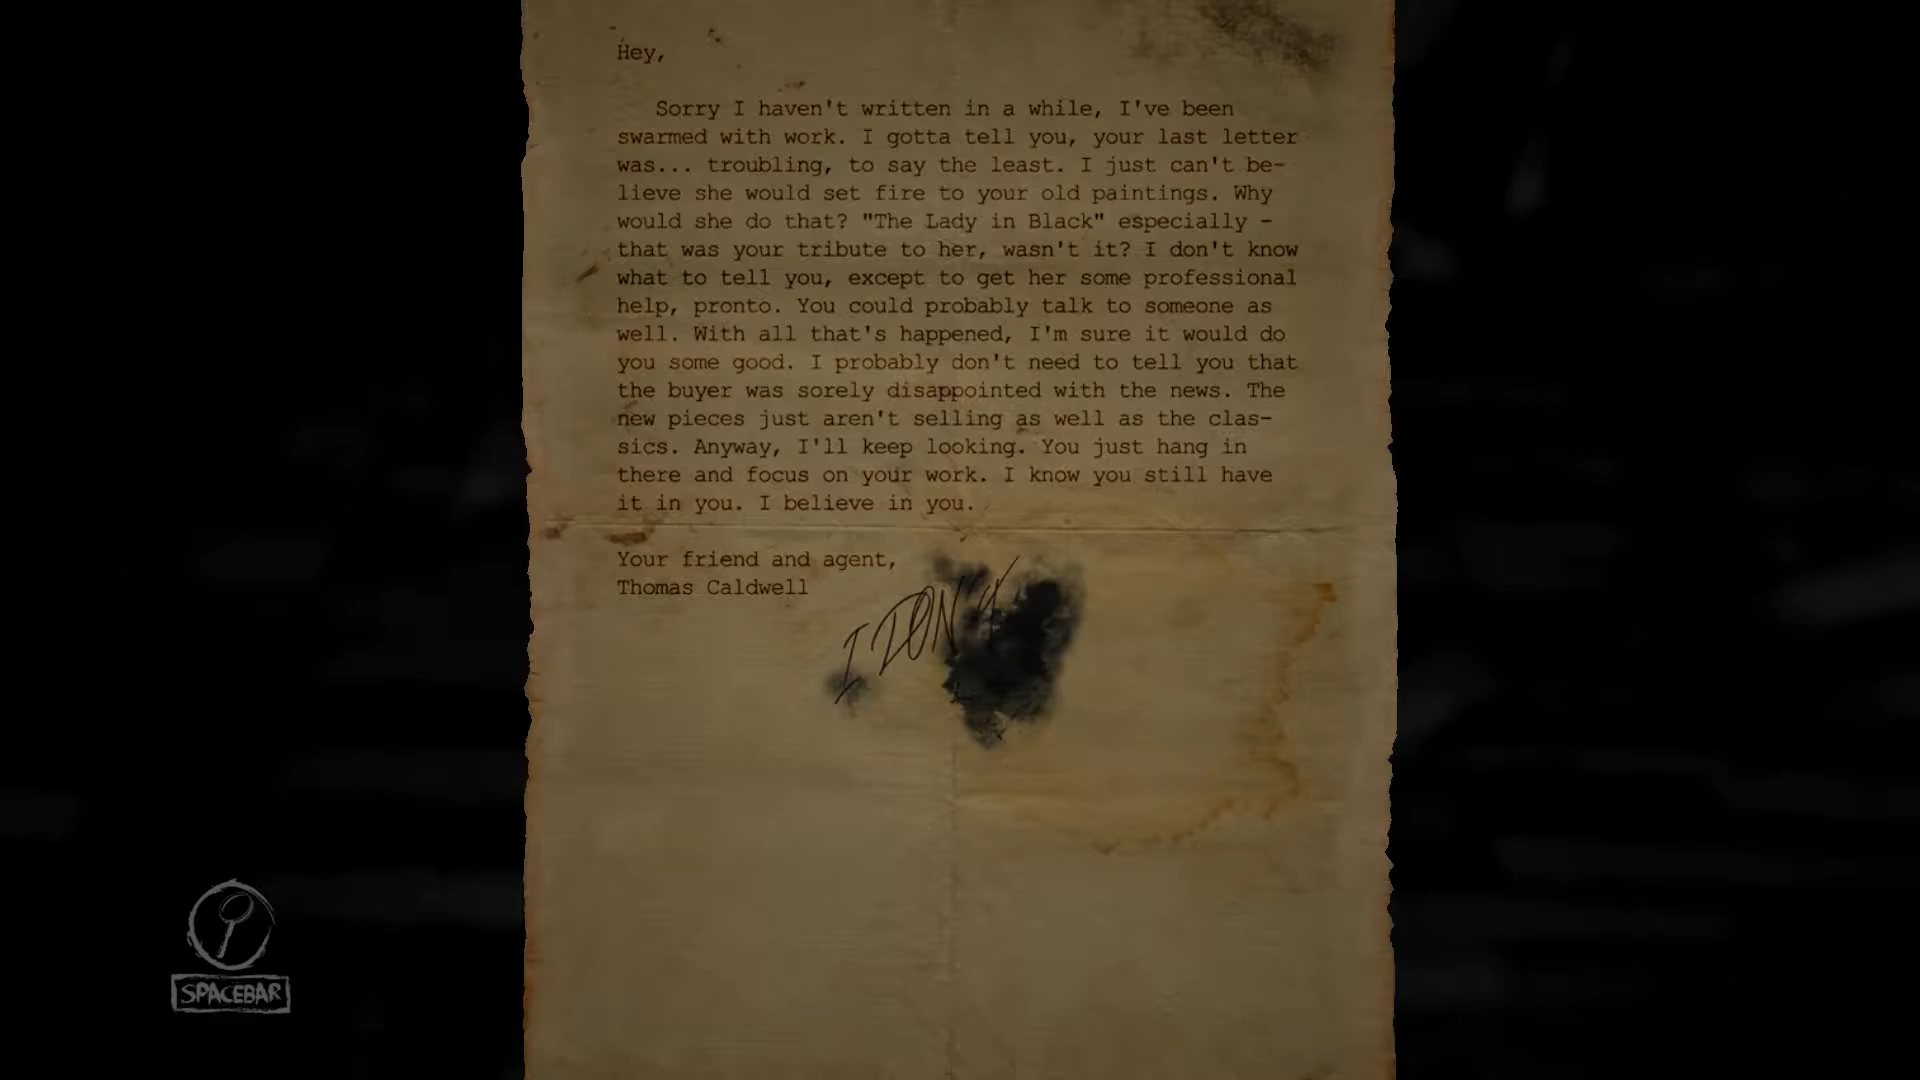 Hey,
Sorry I haven't written in a while, I've been
swarmed with work. I gotta tell you, your last letter
was... troubling, to say the least. I just can't be-
lieve she would set fire to your old paintings. Why
would she do that? "The Lady in Black" especially -
that was your tribute to her, wasn't it? I don't know
what to tell you, except to get her some professional
help, pronto. You could probably talk to someone as
well. With all that's happened, I'm sure it would do
you some good. I probably don't need to tell you that
the buyer was sorely disappointed with the news. The
new pieces just aren't selling as well as the clas-
sics. Anyway, I'll keep looking. You just hang in
there and focus on your work. I know you still have
it in you. I believe in you.
Your friend and agent,
Thomas Caldwell
I DON'T
SPACEBAR